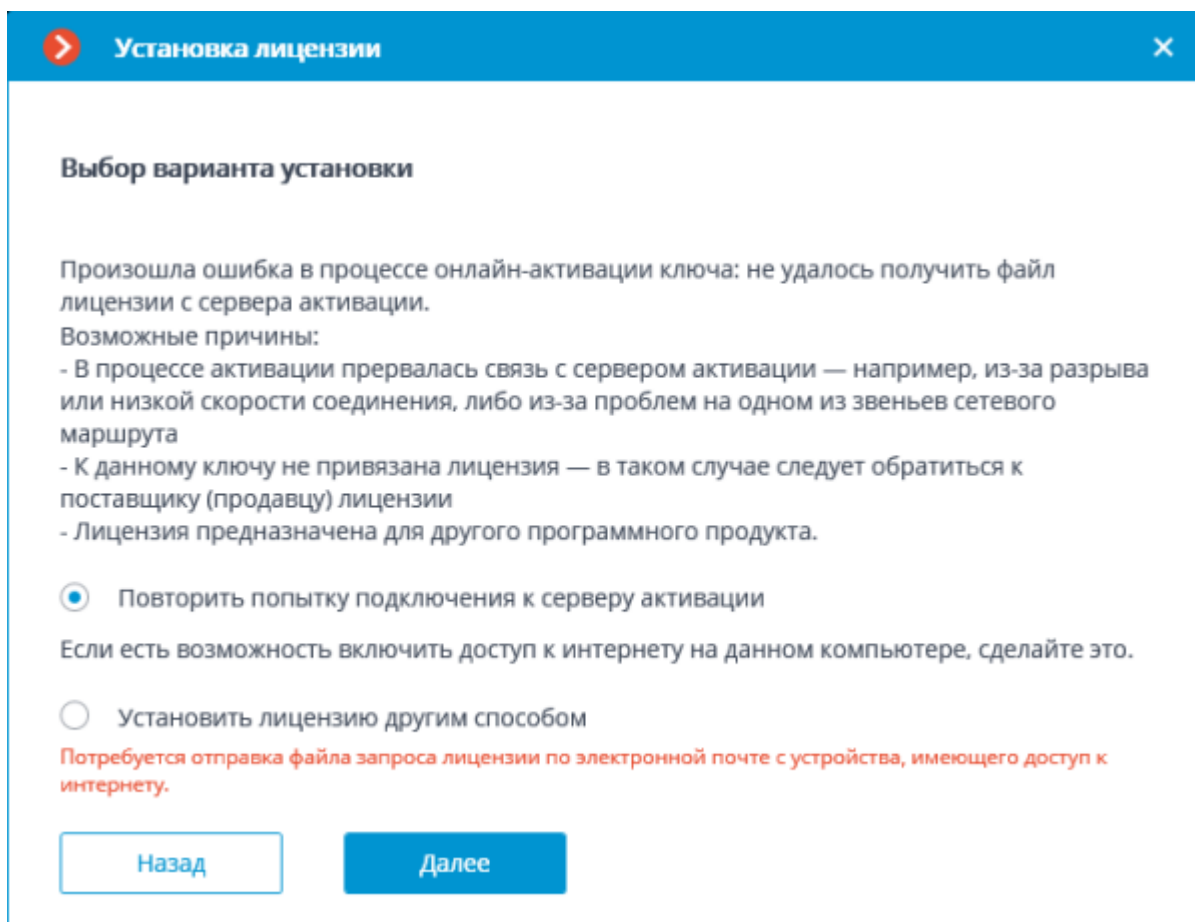 Установка лицензии
Выбор варианта установки
Произошла ошибка в процессе онлайн-активации ключа: не удалось получить файл
лицензии с сервера активации.
Возможные причины:
- В процессе активации прервалась связь с сервером активации — например, из-за разрыва
или низкой скорости соединения, либо из-за проблем на одном из звеньев сетевого
маршрута
- К данному ключу не привязана лицензия — в таком случае следует обратиться к
поставщику (продавцу) лицензии
- Лицензия предназначена для другого программного продукта.
Повторить попытку подключения к серверу активации
Если есть возможность включить доступ к интернету на данном компьютере, сделайте это.
Установить лицензию другим способом
Потребуется отправка файла запроса лицензии по электронной почте с устройства, имеющего доступ к
интернету.
Назад Далее